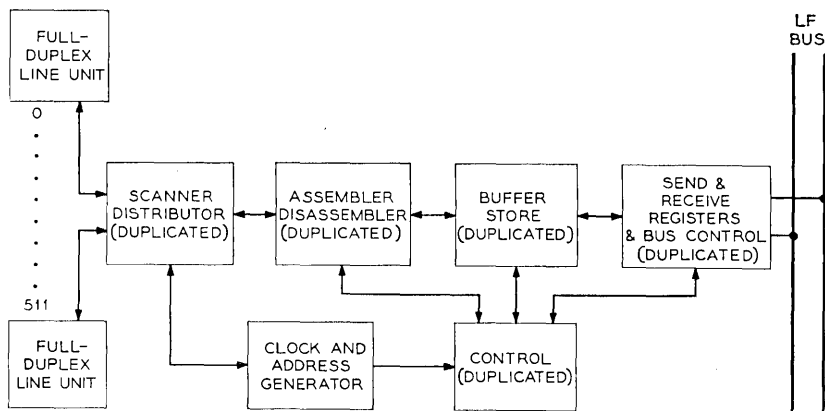 FULL-
DUPLEX
LINE UNIT
0
511
FULL-
DUPLEX
LINE UNIT
SCANNER
DISTRIBUTOR
(DUPLICATED)
ASSEMBLER
DISASSEMBLER
(DUPLICATED)
BUFFER
STORE
(DUPLICATED)
SEND &
RECEIVE
REGISTERS
& BUS CONTROL
(DUPLICATED)
LF
BUS
CLOCK AND
ADDRESS
GENERATOR
CONTROL
(DUPLICATED)